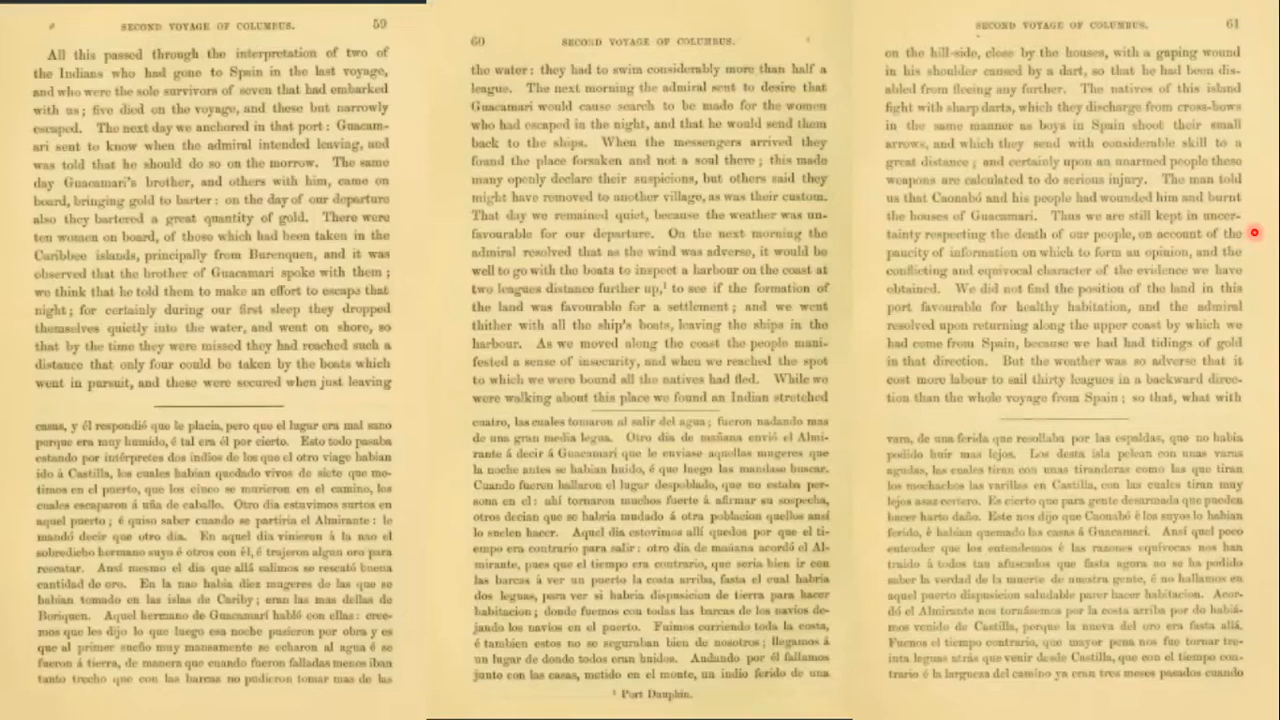 SECOND VOYAGE OF COLUMBUS. 59
All this passed through the interpretation of two of
the Indians who had gone to Spain in the last voyage,
and who were the sole survivors of seven that had embarked
with us; five died on the voyage, and these but narrowly
escaped. The next day we anchored in that port: Guacam-
ari sent to know when the admiral intended leaving, and
was told that he should do so on the morrow. The same
day Guacamari's brother, and others with him, came on
board, bringing gold to barter: on the day of our departure
also they bartered a great quantity of gold. There were
ten women on board, of those which had been taken in the
Caribbee islands, principally from Burenquen, and it was
observed that the brother of Guacamari spoke with them;
we think that he told them to make an effort to escape that
night; for certainly during our first sleep they dropped
themselves quietly into the water, and went on shore, so
that by the time they were missed they had reached such a
distance that only four could be taken by the boats which
went in pursuit, and these were secured when just leaving
casas, y él respondió que le placia, pero que el lugar era mal sano
porque era muy humido, é tal era él por cierto. Esto todo pasaba
estando por intérpretes dos indios de los que el otro viage habian
ido á Castilla, los cuales habian quedado vivos de siete que me-
timos en el puerto, que los cinco se murieron en el camino, los
cuales escaparon á uña de caballo. Otro dia estuvimos surtos en
aquel puerto; é quiso saber cuando se partiria el Almirante: le
mandó decir que otro dia. En aquel dia vinieron á la nao el
sobredicho hermano suyo é otros con él, é trajeron algun oro para
rescatar. Ansí mesmo el dia que allá salimos se rescató buena
cantidad de oro. En la nao habia diez mugeres de las que se
habian tomado en las islas de Cariby; eran las mas dellas de
Boriquen. Aquel hermano de Guacamarí habló con ellas: cree-
mos que les dijo lo que luego esa noche pusieron por obra y es
que al primer sueño muy mansamente se echaron al agua é se
fueron á tierra, de manera que cuando fueron falladas menos iban
tanto trecho que con las barcas no pudieron tomar mas de las
60 SECOND VOYAGE OF COLUMBUS.
the water: they had to swim considerably more than half a
league. The next morning the admiral sent to desire that
Guacamari would cause search to be made for the women
who had escaped in the night, and that he would send them
back to the ships. When the messengers arrived they
found the place forsaken and not a soul there; this made
many openly declare their suspicions, but others said they
might have removed to another village, as was their custom.
That day we remained quiet, because the weather was un-
favourable for our departure. On the next morning the
admiral resolved that as the wind was adverse, it would be
well to go with the boats to inspect a harbour on the coast at
two leagues distance further up,¹ to see if the formation of
the land was favourable for a settlement; and we went
thither with all the ship's boats, leaving the ships in the
harbour. As we moved along the coast the people mani-
fested a sense of insecurity, and when we reached the spot
to which we were bound all the natives had fled. While we
were walking about this place we found an Indian stretched
cuatro, las cuales tomaron al salir del agua; fueron nadando mas
de una gran media legua. Otro dia de mañana envió el Almi-
rante á decir á Guacamarí que le enviase aquellas mugeres que
la noche antes se habian huido, é que luego las mandase buscar.
Cuando fueron hallaron el lugar despoblado, que no estaba per-
sona en el: ahí tornaron muchos fuerte á afirmar su sospecha,
otros decian que se habria mudado á otra poblacion quellos ansí
lo suelen hacer. Aquel dia estovimos allí quedos por que el ti-
empo era contrario para salir: otro dia de mañana acordó el Al-
mirante, pues que el tiempo era contrario, que seria bien ir con
las barcas á ver un puerto la costa arriba, fasta el cual habria
dos leguas, para ver si habria disposicion de tierra para hacer
habitacion; donde fuemos con todas las barcas de los navios de-
jando los navios en el puerto. Fuimos corriendo toda la costa,
é tambien estos no se seguraban bien de nosotros; llegamos á
un lugar de donde todos eran huidos. Andando por él fallamos
junto con las casas, metido en el monte, un indio ferido de una
¹ Port Dauphin.
SECOND VOYAGE OF COLUMBUS. 61
on the hill-side, close by the houses, with a gaping wound
in his shoulder caused by a dart, so that he had been dis-
abled from fleeing any further. The natives of this island
fight with sharp darts, which they discharge from cross-bows
in the same manner as boys in Spain shoot their small
arrows, and which they send with considerable skill to a
great distance; and certainly upon an unarmed people these
weapons are calculated to do serious injury. The man told
us that Caonabó and his people had wounded him and burnt
the houses of Guacamari. Thus we are still kept in uncer-
tainty respecting the death of our people, on account of the
paucity of information on which to form an opinion, and the
conflicting and equivocal character of the evidence we have
obtained. We did not find the position of the land in this
port favourable for healthy habitation, and the admiral
resolved upon returning along the upper coast by which we
had come from Spain, because we had had tidings of gold
in that direction. But the weather was so adverse that it
cost more labour to sail thirty leagues in a backward direc-
tion than the whole voyage from Spain; so that, what with
vara, de una ferida que resollaba por las espaldas, que no habia
podido huir mas lejos. Los desta isla pelean con unas varas
agudas, las cuales tiran con unas tiranderas como las que tiran
los mochachos las varillas en Castilla, con las cuales tiran muy
lejos asaz certero. Es cierto que para gente desarmada que pueden
hacer harto daño. Este nos dijo que Caonabó é los suyos lo habian
ferido, é habian quemado las casas á Guacamarí. Ansí quel poco
entender que los entendemos é las razones equívocas nos han
traido á todos tan afuscados que fasta agora no se ha podido
saber la verdad de la muerte de nuestra gente, é no hallamos en
aquel puerto disposicion saludable parer hacer habitacion. Acor-
dó el Almirante nos tornásemos por la costa arriba por do habiá-
mos venido de Castilla, porque la nueva del oro era fasta allá.
Fuenos el tiempo contrario, que mayor pena nos fue tornar tre-
inta leguas atrás que venir desde Castilla, que con el tiempo con-
trario é la largueza del camino ya eran tres meses pasados cuando